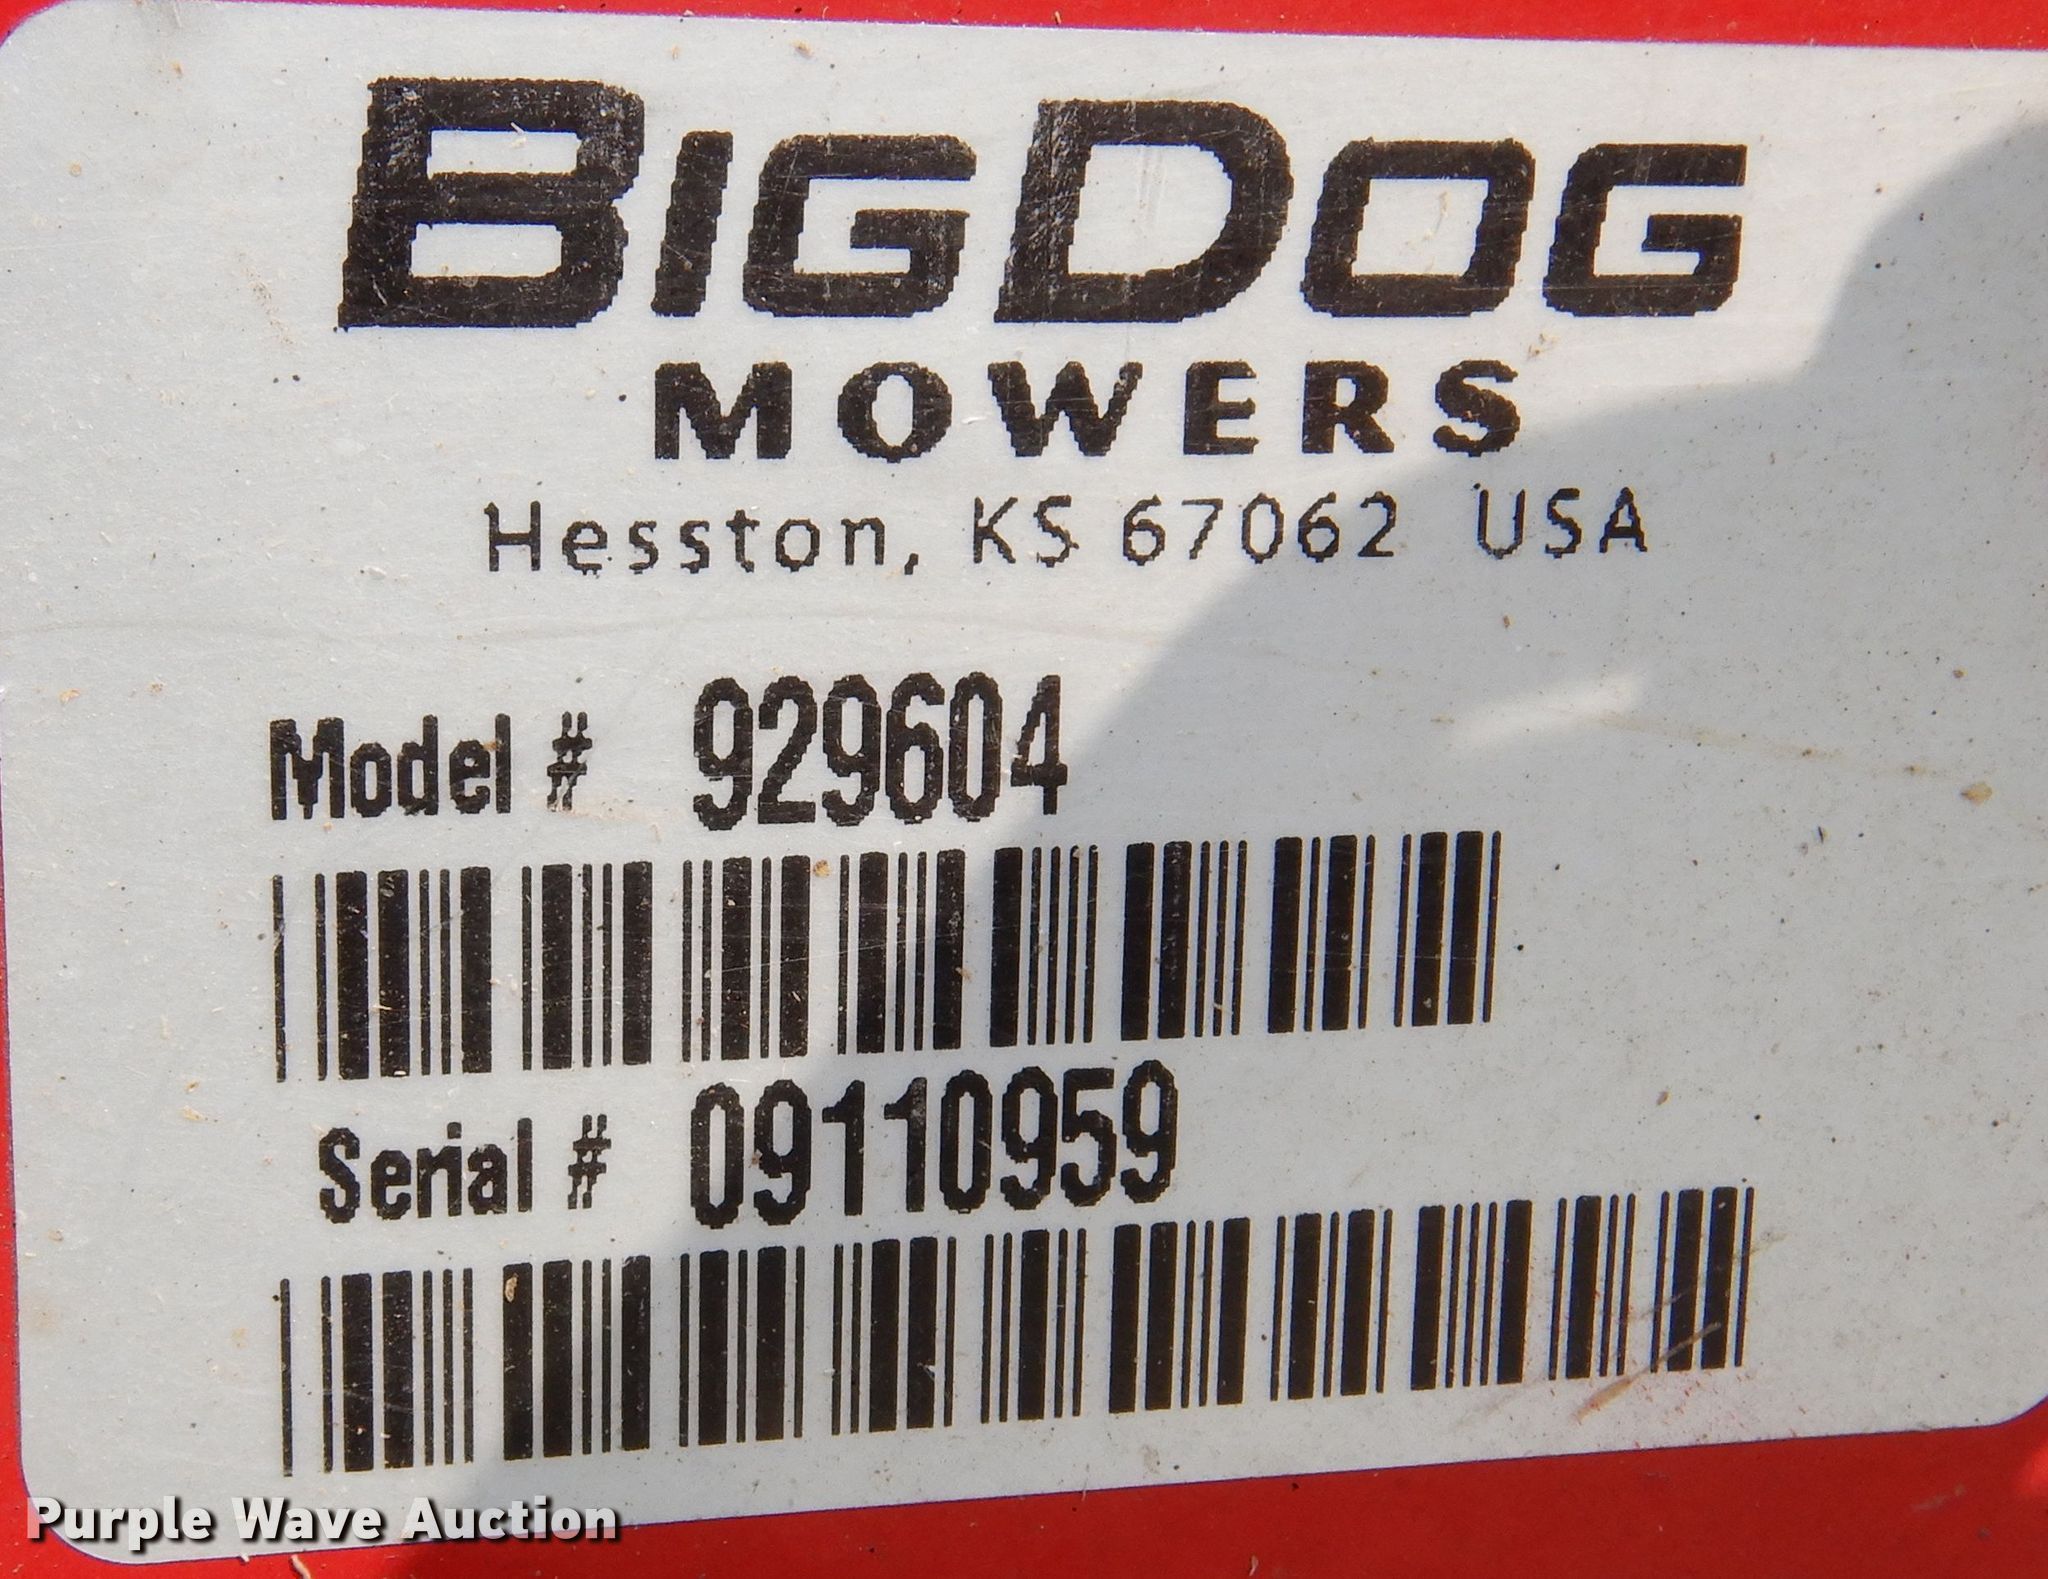 BIGDOG
MOWERS
Hesston, KS 67062 USA
Model # 929604
Serial # 09110959
Purple Wave Auction